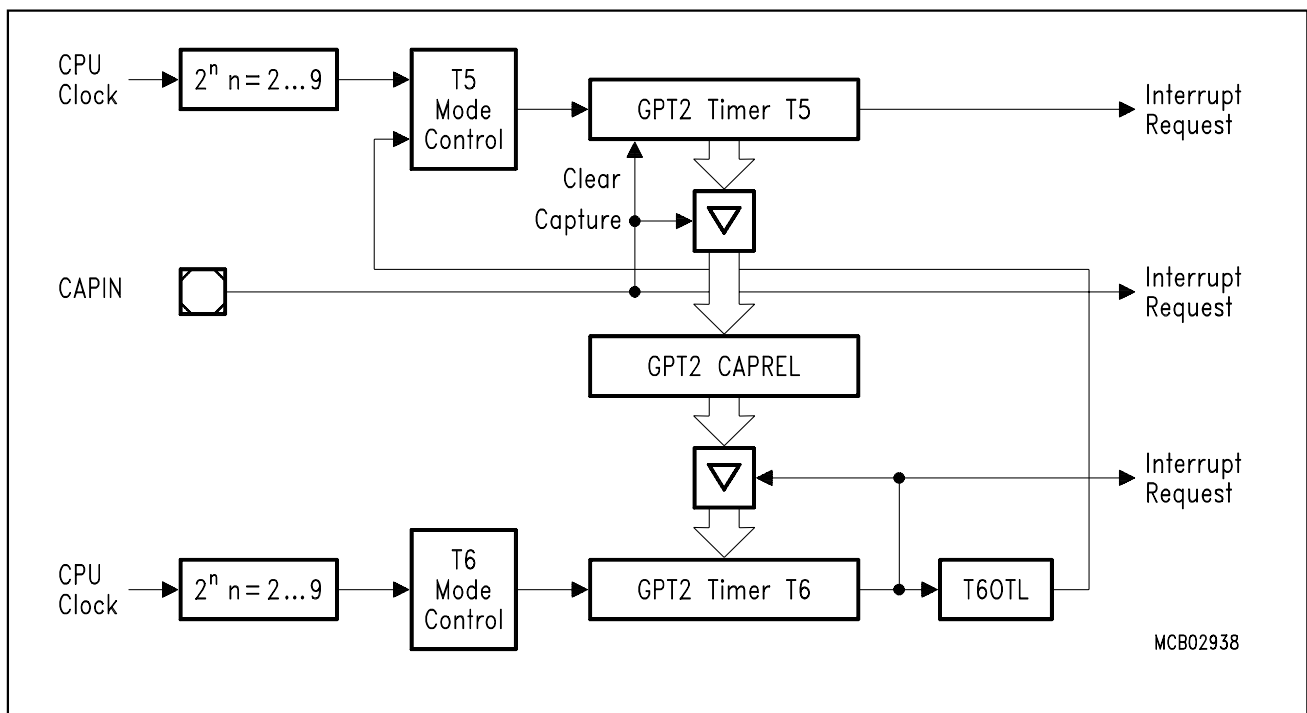 CPU
Clock
2ⁿ n=2...9
T5
Mode
Control
GPT2 Timer T5
Interrupt
Request
Clear
Capture
CAPIN
Interrupt
Request
GPT2 CAPREL
Interrupt
Request
CPU
Clock
2ⁿ n=2...9
T6
Mode
Control
GPT2 Timer T6
T6OTL
MCB02938